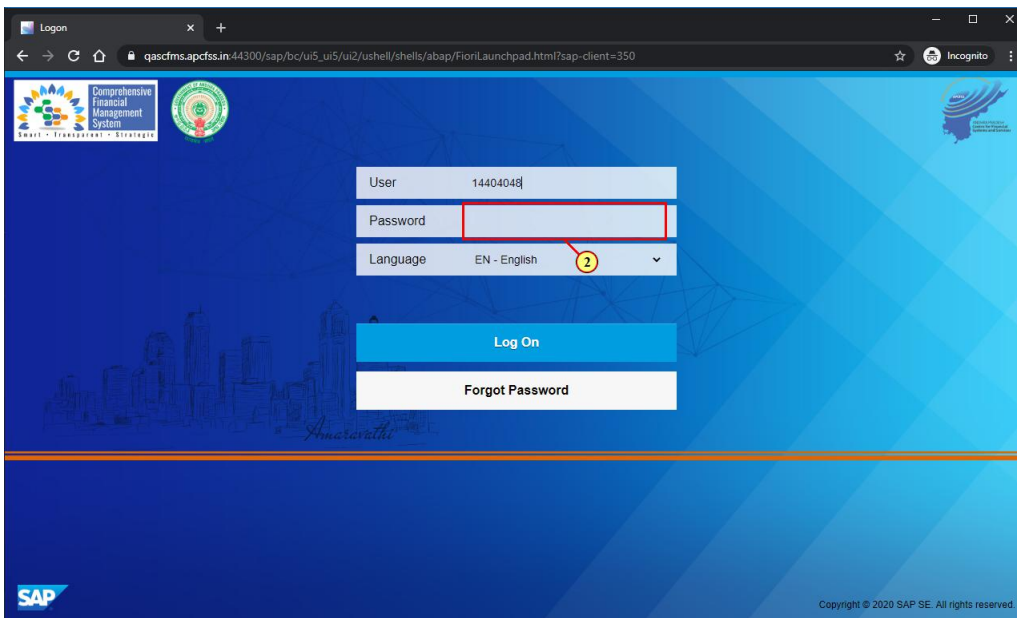 Logon
qascfms.apcfss.in:44300/sap/bc/ui5_ui5/ui2/ushell/shells/abap/FioriLaunchpad.html?sap-client=350
Incognito
Comprehensive
Financial
Management
System
Smart • Transparent • Strategic
User 14404048
Password
Language EN - English
2
Log On
Forgot Password
Amaravathi
SAP
Copyright © 2020 SAP SE. All rights reserved.